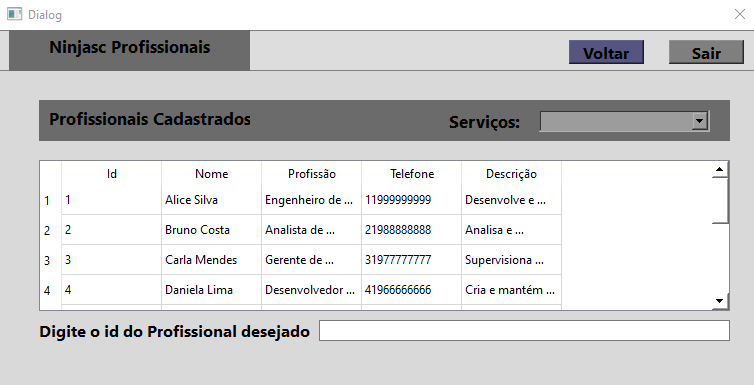 Dialog
Ninjasc Profissionais Voltar Sair
Profissionais Cadastrados Serviços:
Id Nome Profissão Telefone Descrição
1 1 Alice Silva Engenheiro de ... 11999999999 Desenvolve e ...
2 2 Bruno Costa Analista de ... 21988888888 Analisa e ...
3 3 Carla Mendes Gerente de ... 31977777777 Supervisiona ...
4 4 Daniela Lima Desenvolvedor ... 41966666666 Cria e mantém ...
Digite o id do Profissional desejado